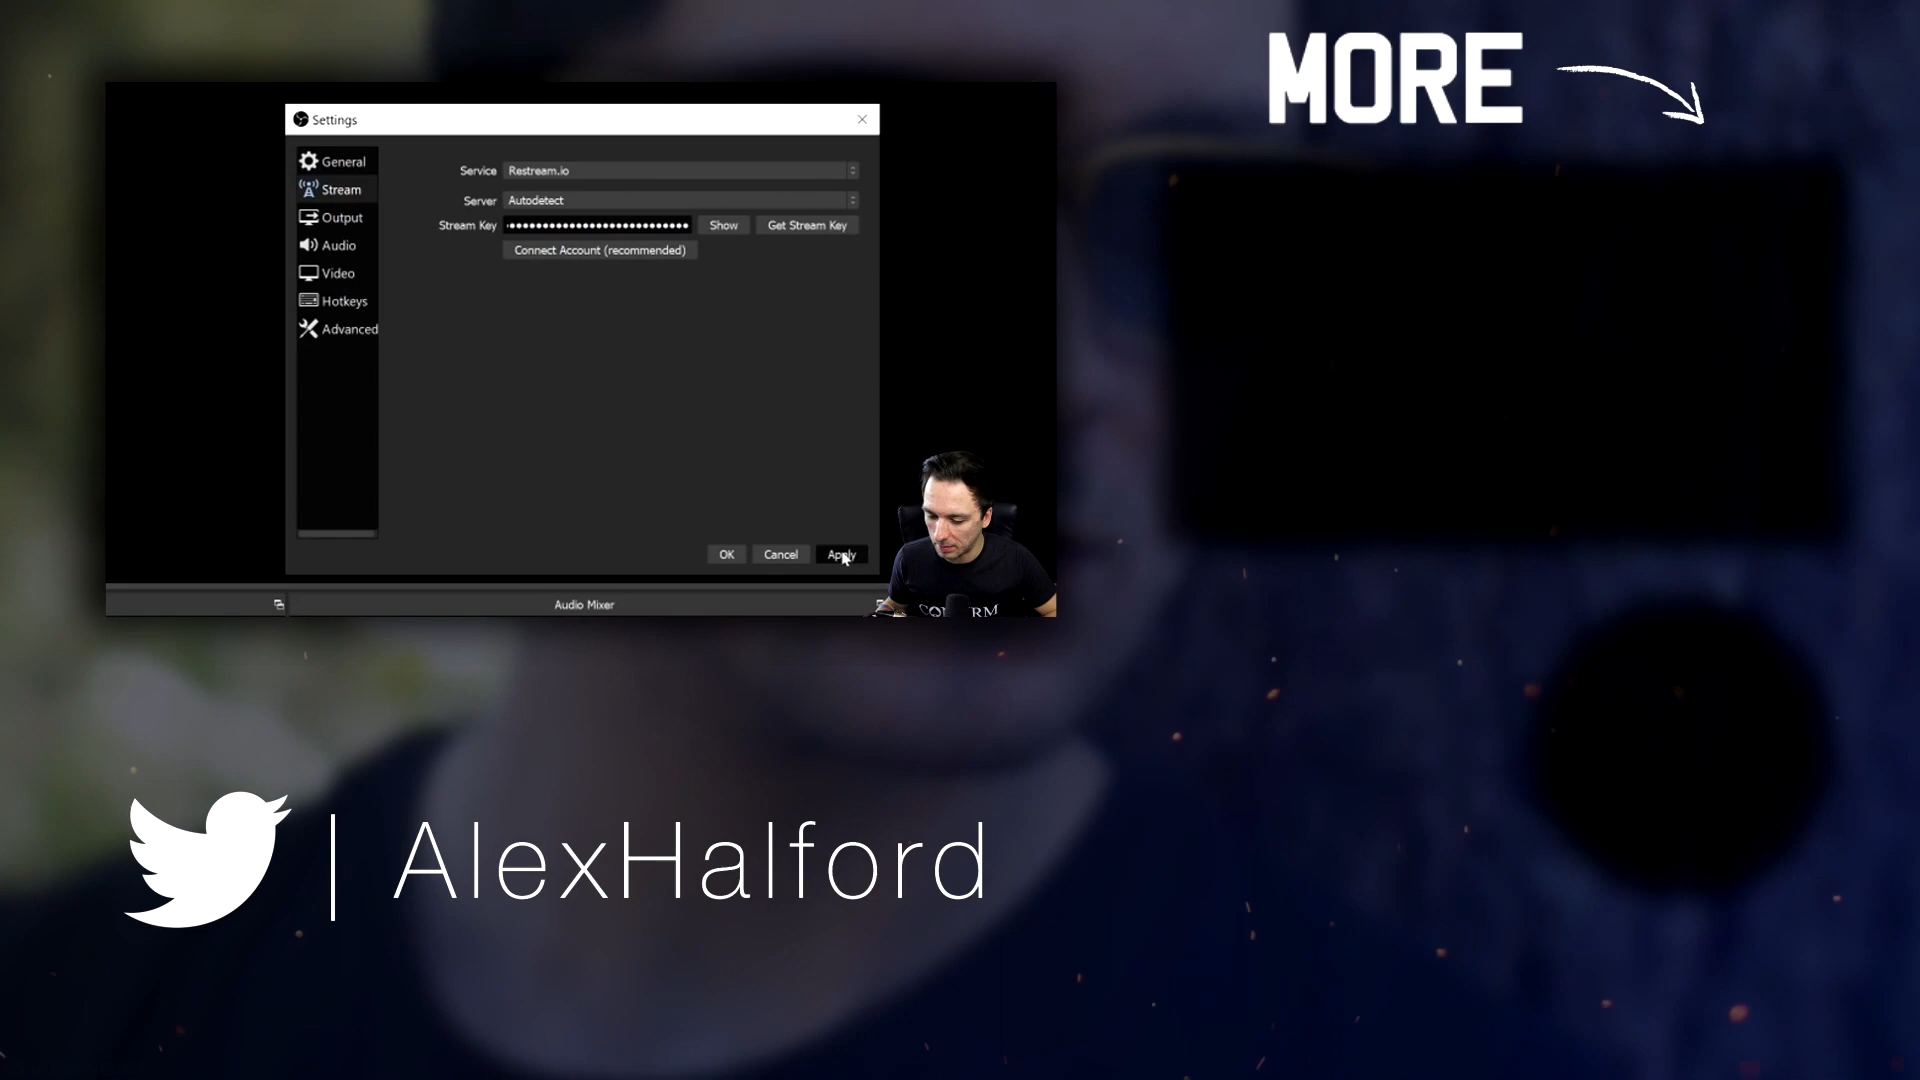 MORE
Settings
General
Stream
Output
Audio
Video
Hotkeys
Advanced
Service Restream.io
Server Autodetect
Stream Key Show Get Stream Key
Connect Account (recommended)
OK Cancel Apply
Audio Mixer
AlexHalford